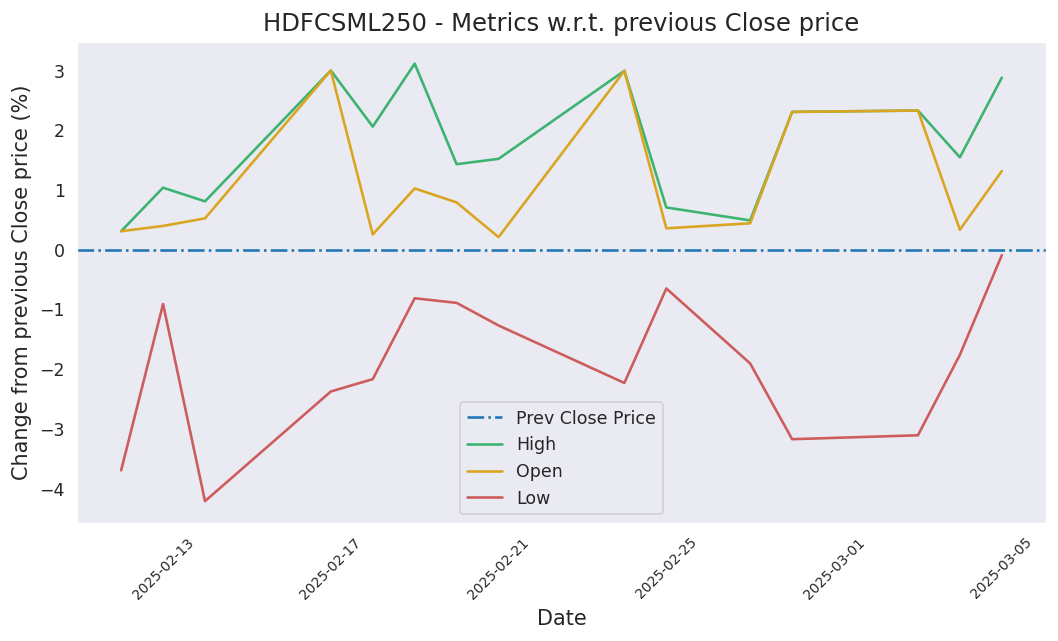 HDFCSML250 - Metrics w.r.t. previous Close price
Change from previous Close price (%)
3
2
1
0
−1
−2
−3
−4
Prev Close Price
High
Open
Low
2025-02-13
2025-02-17
2025-02-21
2025-02-25
2025-03-01
2025-03-05
Date